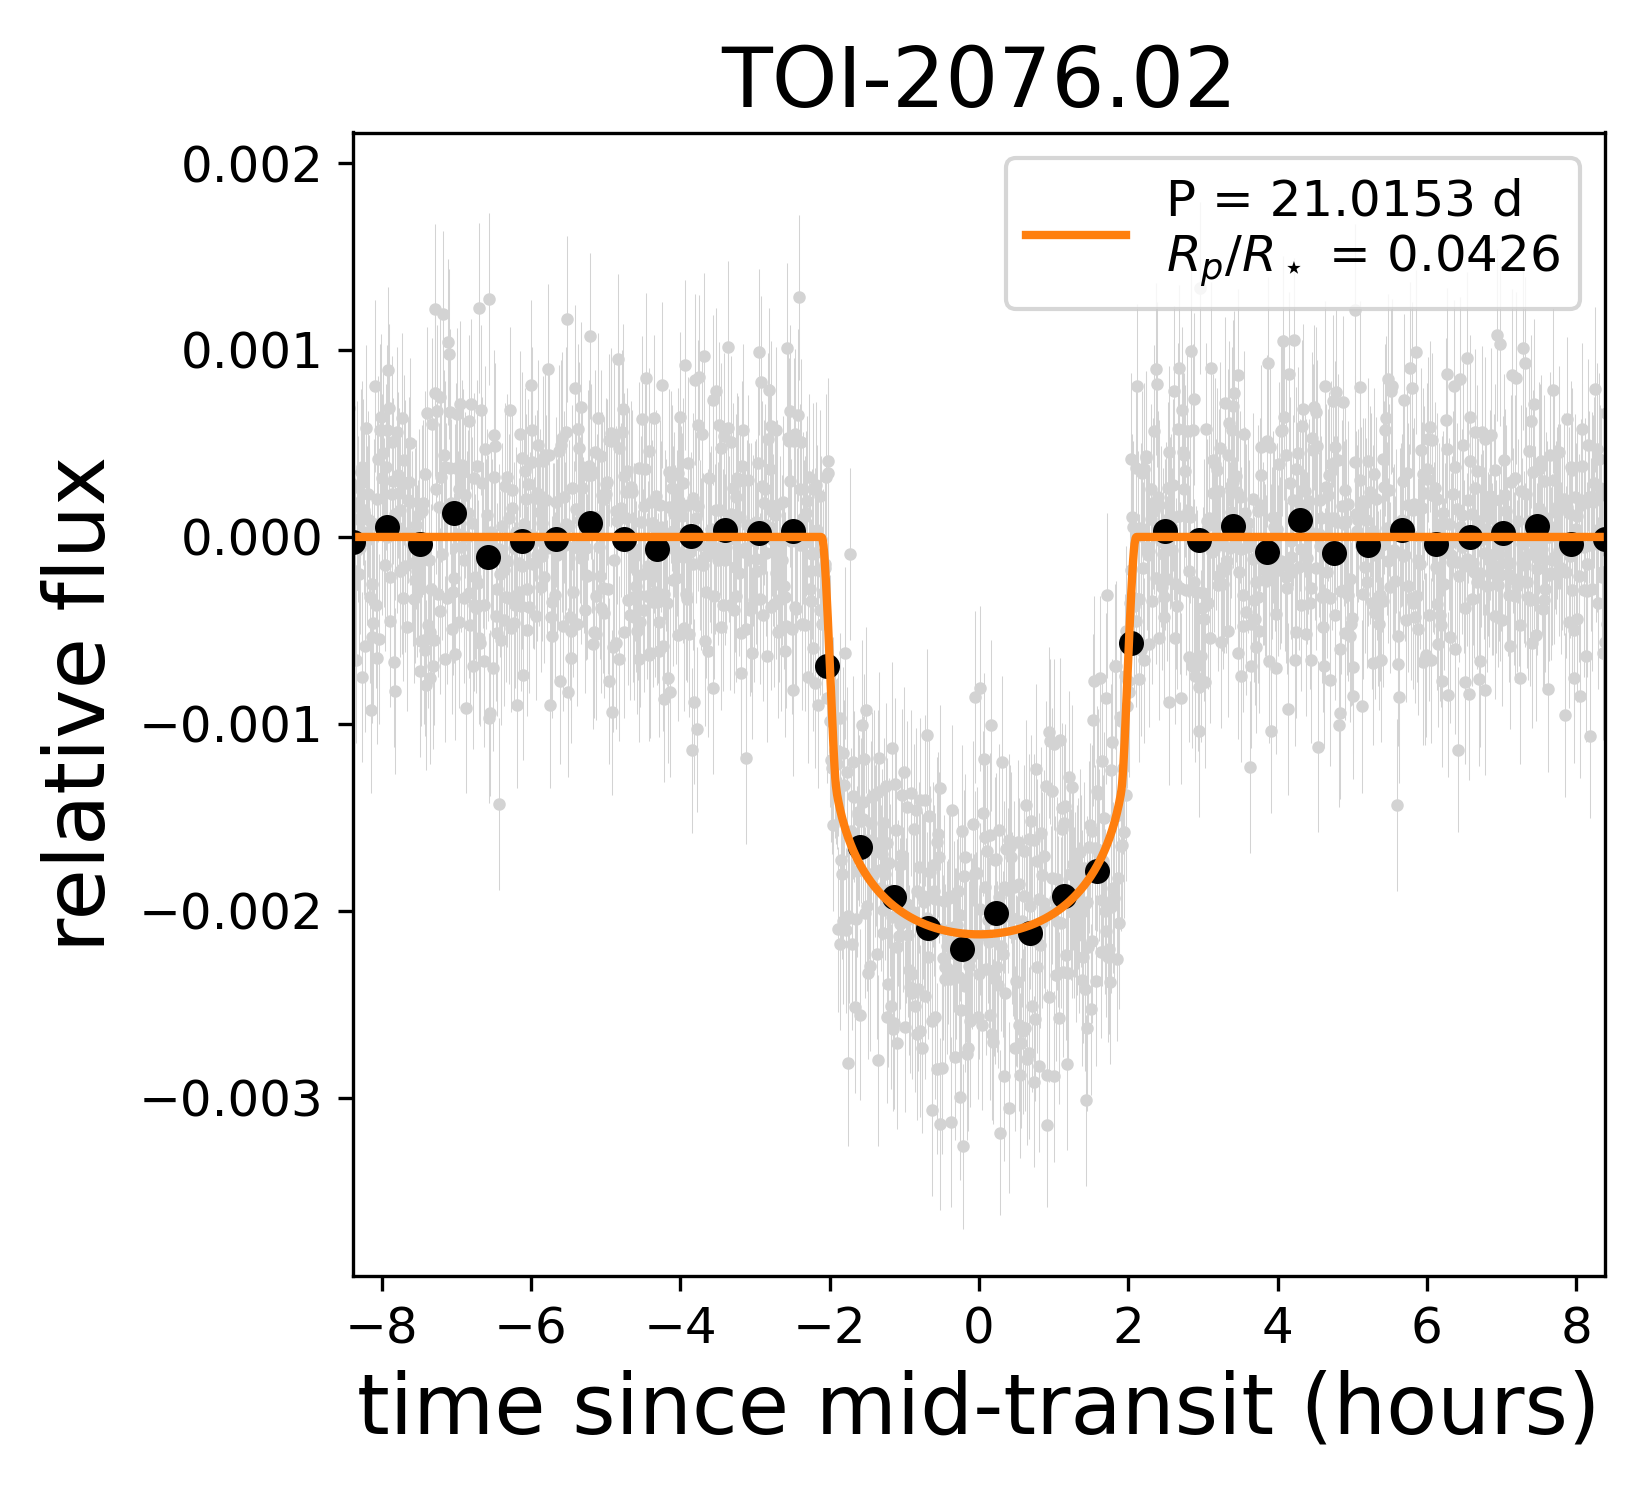 TOI-2076.02
P = 21.0153 d
R_p/R_⋆ = 0.0426
0.002
0.001
0.000
−0.001
−0.002
−0.003
relative flux
−8 −6 −4 −2 0 2 4 6 8
time since mid-transit (hours)